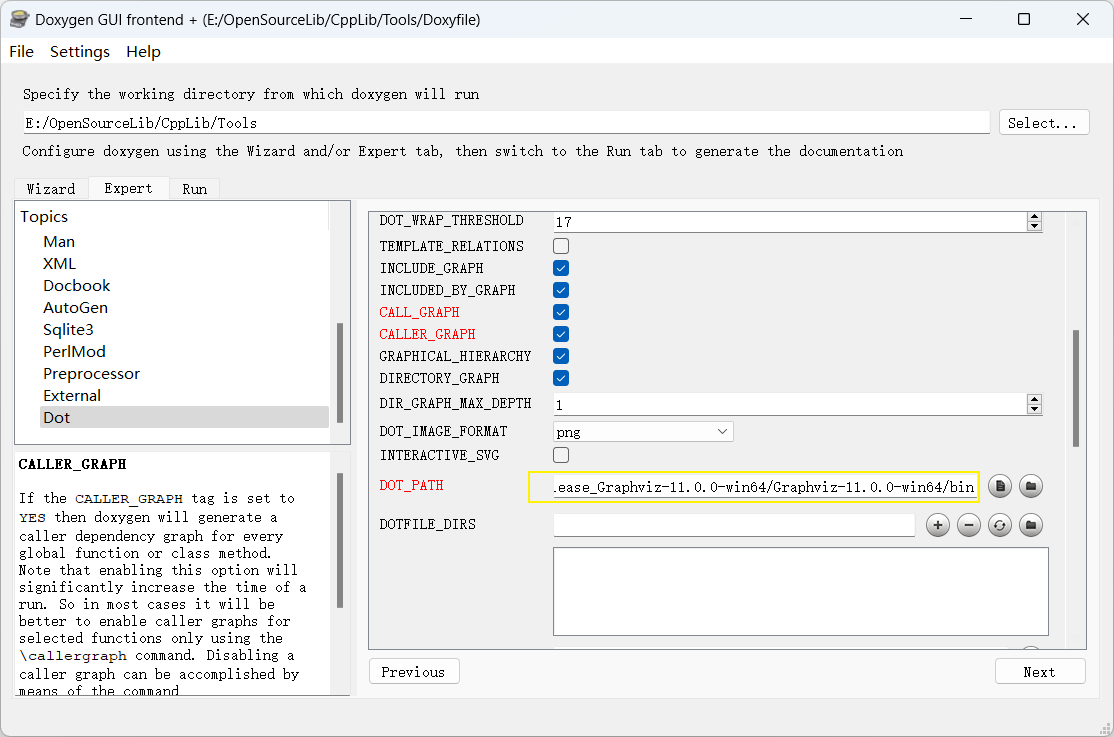 Doxygen GUI frontend + (E:/OpenSourceLib/CppLib/Tools/Doxyfile)
File Settings Help
Specify the working directory from which doxygen will run
E:/OpenSourceLib/CppLib/Tools
Select...
Configure doxygen using the Wizard and/or Expert tab, then switch to the Run tab to generate the documentation
Wizard Expert Run
Topics
Man
XML
Docbook
AutoGen
Sqlite3
PerlMod
Preprocessor
External
Dot
CALLER_GRAPH
If the CALLER_GRAPH tag is set to
YES then doxygen will generate a
caller dependency graph for every
global function or class method.
Note that enabling this option will
significantly increase the time of a
run. So in most cases it will be
better to enable caller graphs for
selected functions only using the
\callergraph command. Disabling a
caller graph can be accomplished by
means of the command
DOT_WRAP_THRESHOLD 17
TEMPLATE_RELATIONS
INCLUDE_GRAPH
INCLUDED_BY_GRAPH
CALL_GRAPH
CALLER_GRAPH
GRAPHICAL_HIERARCHY
DIRECTORY_GRAPH
DIR_GRAPH_MAX_DEPTH 1
DOT_IMAGE_FORMAT png
INTERACTIVE_SVG
DOT_PATH .ease_Graphviz-11.0.0-win64/Graphviz-11.0.0-win64/bin
DOTFILE_DIRS
Previous
Next